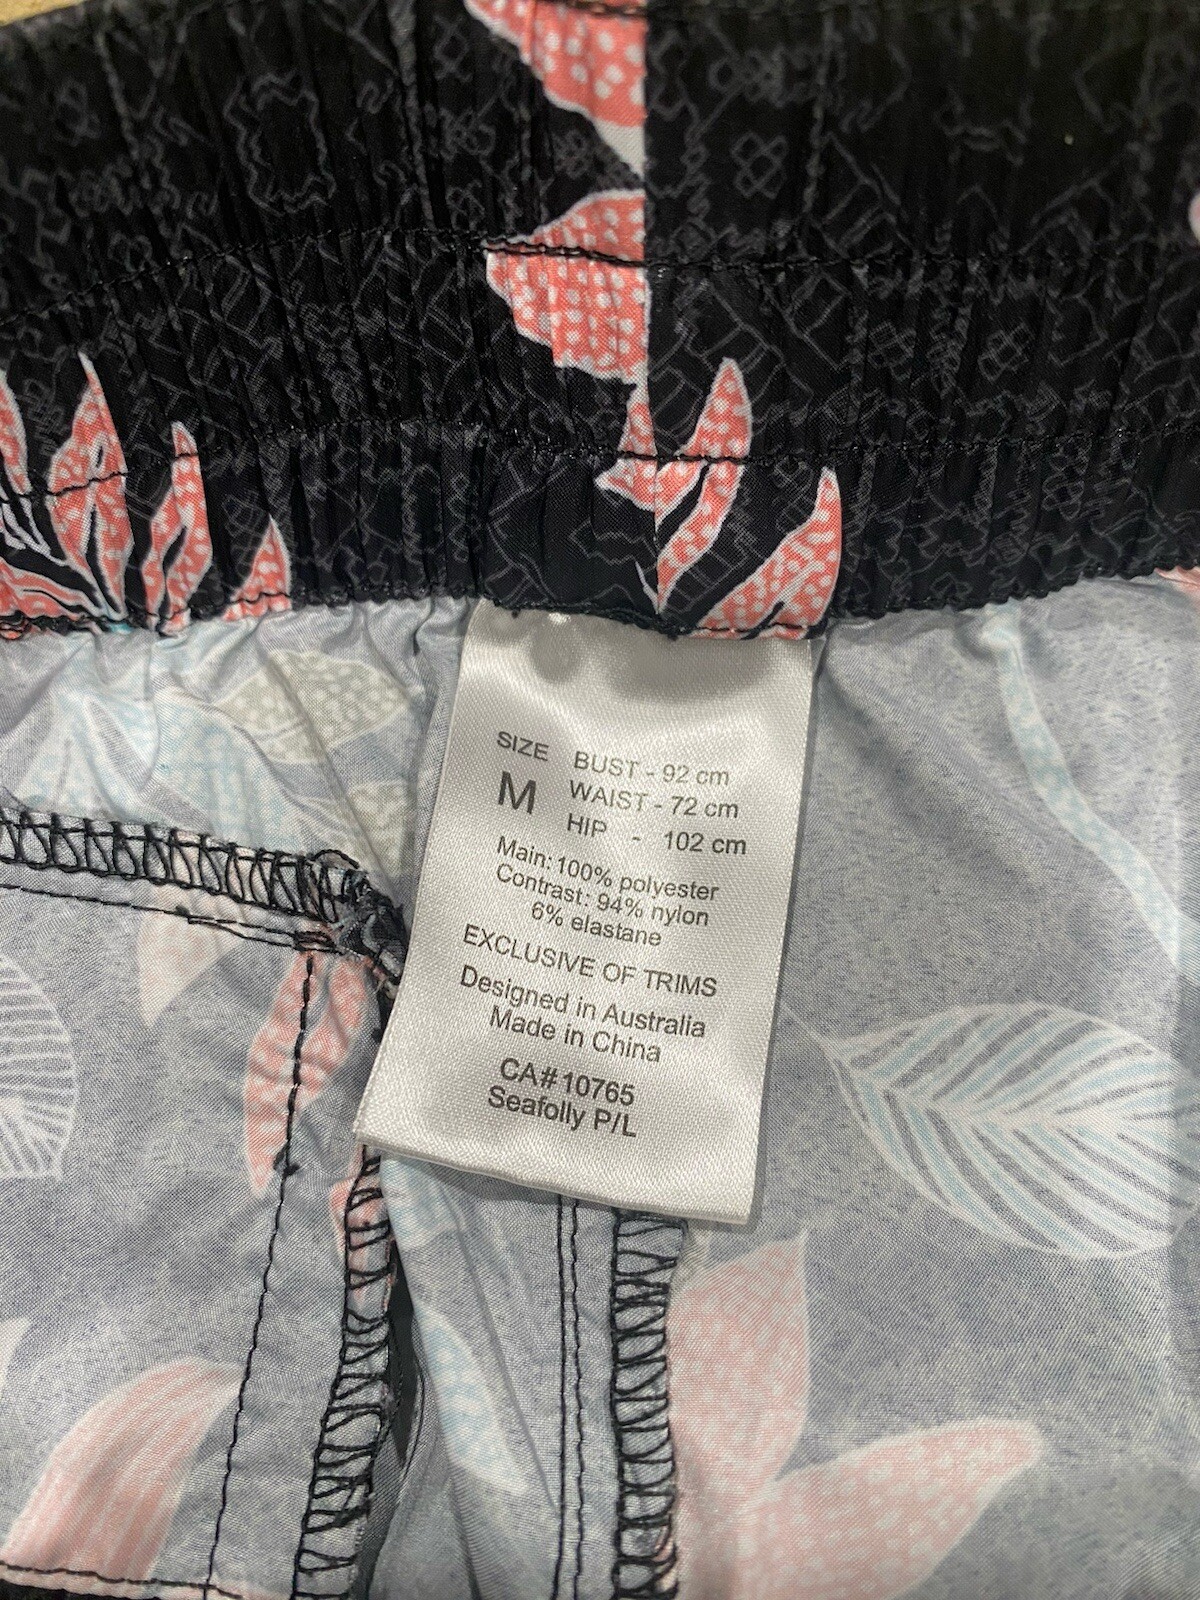 SIZE BUST - 92 cm
M WAIST - 72 cm
HIP - 102 cm
Main: 100% polyester
Contrast: 94% nylon
6% elastane
EXCLUSIVE OF TRIMS
Designed in Australia
Made in China
CA#10765
Seafolly P/L